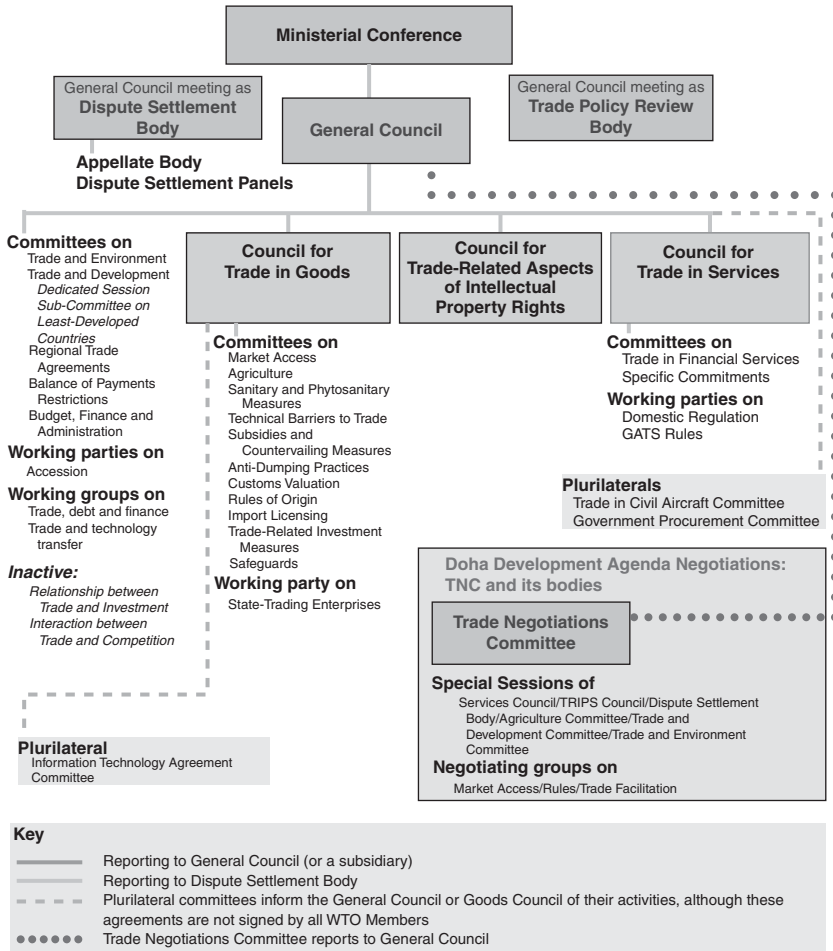 Ministerial Conference
General Council meeting as
Dispute Settlement
Body
General Council meeting as
Trade Policy Review
Body
General Council
Appellate Body
Dispute Settlement Panels
Committees on
Trade and Environment
Trade and Development
Dedicated Session
Sub-Committee on
Least-Developed
Countries
Regional Trade
Agreements
Balance of Payments
Restrictions
Budget, Finance and
Administration
Working parties on
Accession
Working groups on
Trade, debt and finance
Trade and technology
transfer
Inactive:
Relationship between
Trade and Investment
Interaction between
Trade and Competition
Council for
Trade in Goods
Committees on
Market Access
Agriculture
Sanitary and Phytosanitary
Measures
Technical Barriers to Trade
Subsidies and
Countervailing Measures
Anti-Dumping Practices
Customs Valuation
Rules of Origin
Import Licensing
Trade-Related Investment
Measures
Safeguards
Working party on
State-Trading Enterprises
Council for
Trade-Related Aspects
of Intellectual
Property Rights
Council for
Trade in Services
Committees on
Trade in Financial Services
Specific Commitments
Working parties on
Domestic Regulation
GATS Rules
Plurilaterals
Trade in Civil Aircraft Committee
Government Procurement Committee
Doha Development Agenda Negotiations:
TNC and its bodies
Trade Negotiations
Committee
Special Sessions of
Services Council/TRIPS Council/Dispute Settlement
Body/Agriculture Committee/Trade and
Development Committee/Trade and Environment
Committee
Negotiating groups on
Market Access/Rules/Trade Facilitation
Plurilateral
Information Technology Agreement
Committee
Key
Reporting to General Council (or a subsidiary)
Reporting to Dispute Settlement Body
Plurilateral committees inform the General Council or Goods Council of their activities, although these
agreements are not signed by all WTO Members
Trade Negotiations Committee reports to General Council